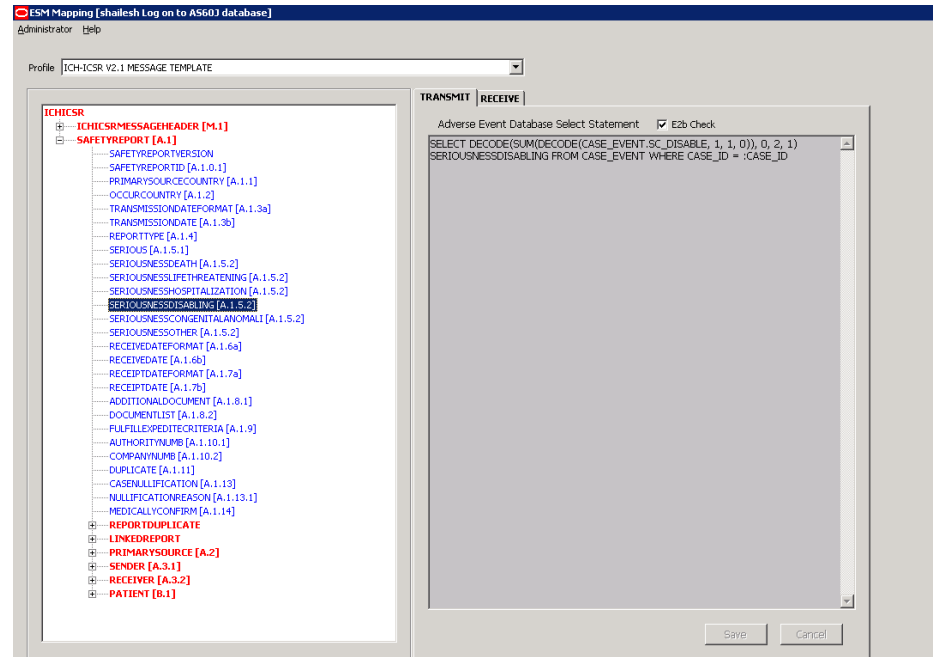 ESM Mapping [shailesh Log on to AS60J database]
Administrator Help
Profile ICH-ICSR V2.1 MESSAGE TEMPLATE
TRANSMIT RECEIVE
ICHICSR
ICHICSRMESSAGEHEADER [M.1]
SAFETYREPORT [A.1]
SAFETYREPORTVERSION
SAFETYREPORTID [A.1.0.1]
PRIMARYSOURCECOUNTRY [A.1.1]
OCCURCOUNTRY [A.1.2]
TRANSMISSIONDATEFORMAT [A.1.3a]
TRANSMISSIONDATE [A.1.3b]
REPORTTYPE [A.1.4]
SERIOUS [A.1.5.1]
SERIOUSNESSDEATH [A.1.5.2]
SERIOUSNESSLIFETHREATENING [A.1.5.2]
SERIOUSNESSHOSPITALIZATION [A.1.5.2]
SERIOUSNESSDISABLING [A.1.5.2]
SERIOUSNESSCONGENITALANOMALI [A.1.5.2]
SERIOUSNESSOTHER [A.1.5.2]
RECEIVEDATEFORMAT [A.1.6a]
RECEIVEDATE [A.1.6b]
RECEIPTDATEFORMAT [A.1.7a]
RECEIPTDATE [A.1.7b]
ADDITIONALDOCUMENT [A.1.8.1]
DOCUMENTLIST [A.1.8.2]
FULFILLEXPEDITECRITERIA [A.1.9]
AUTHORITYNUMB [A.1.10.1]
COMPANYNUMB [A.1.10.2]
DUPLICATE [A.1.11]
CASENULLIFICATION [A.1.13]
NULLIFICATIONREASON [A.1.13.1]
MEDICALLYCONFIRM [A.1.14]
REPORTDUPLICATE
LINKEDREPORT
PRIMARYSOURCE [A.2]
SENDER [A.3.1]
RECEIVER [A.3.2]
PATIENT [B.1]
Adverse Event Database Select Statement E2b Check
SELECT DECODE(SUM(DECODE(CASE_EVENT.SC_DISABLE, 1, 1, 0)), 0, 2, 1)
SERIOUSNESSDISABLING FROM CASE_EVENT WHERE CASE_ID = :CASE_ID
Save Cancel